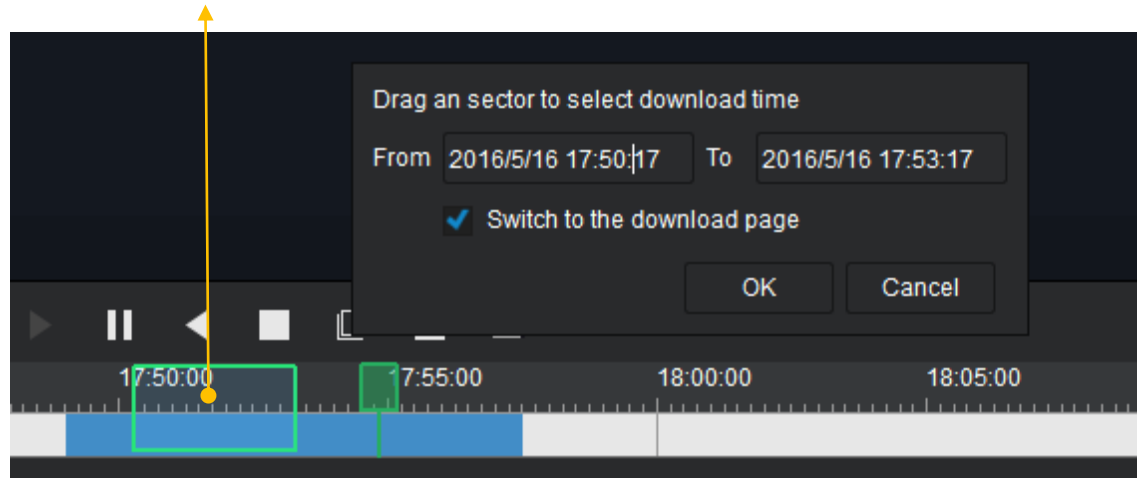 Drag an sector to select download time
From 2016/5/16 17:50:17 To 2016/5/16 17:53:17
Switch to the download page
OK Cancel
17:50:00 17:55:00 18:00:00 18:05:00